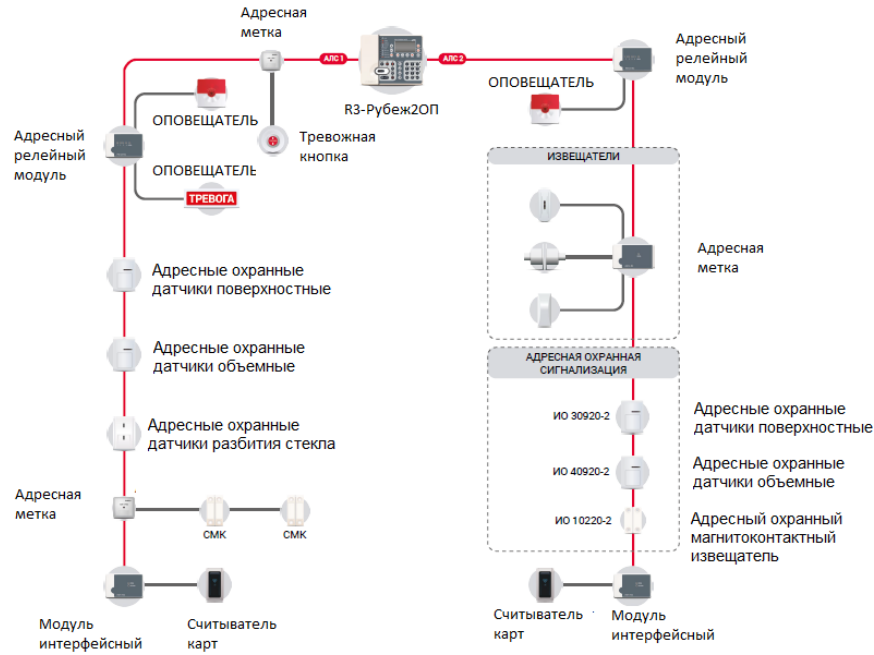 Адресная
метка
АЛС 1
АЛС 2
R3-Рубеж2ОП
Адресный
релейный
модуль
ОПОВЕЩАТЕЛЬ
ОПОВЕЩАТЕЛЬ
ТРЕВОГА
Тревожная
кнопка
Адресный
релейный
модуль
ОПОВЕЩАТЕЛЬ
ИЗВЕЩАТЕЛИ
Адресная
метка
Адресные охранные
датчики поверхностные
Адресные охранные
датчики объемные
Адресные охранные
датчики разбития стекла
Адресная
метка
СМК
СМК
Модуль
интерфейсный
Считыватель
карт
АДРЕСНАЯ ОХРАННАЯ
СИГНАЛИЗАЦИЯ
ИО 30920-2
Адресные охранные
датчики поверхностные
ИО 40920-2
Адресные охранные
датчики объемные
ИО 10220-2
Адресный охранный
магнитоконтактный
извещатель
Считыватель
карт
Модуль
интерфейсный